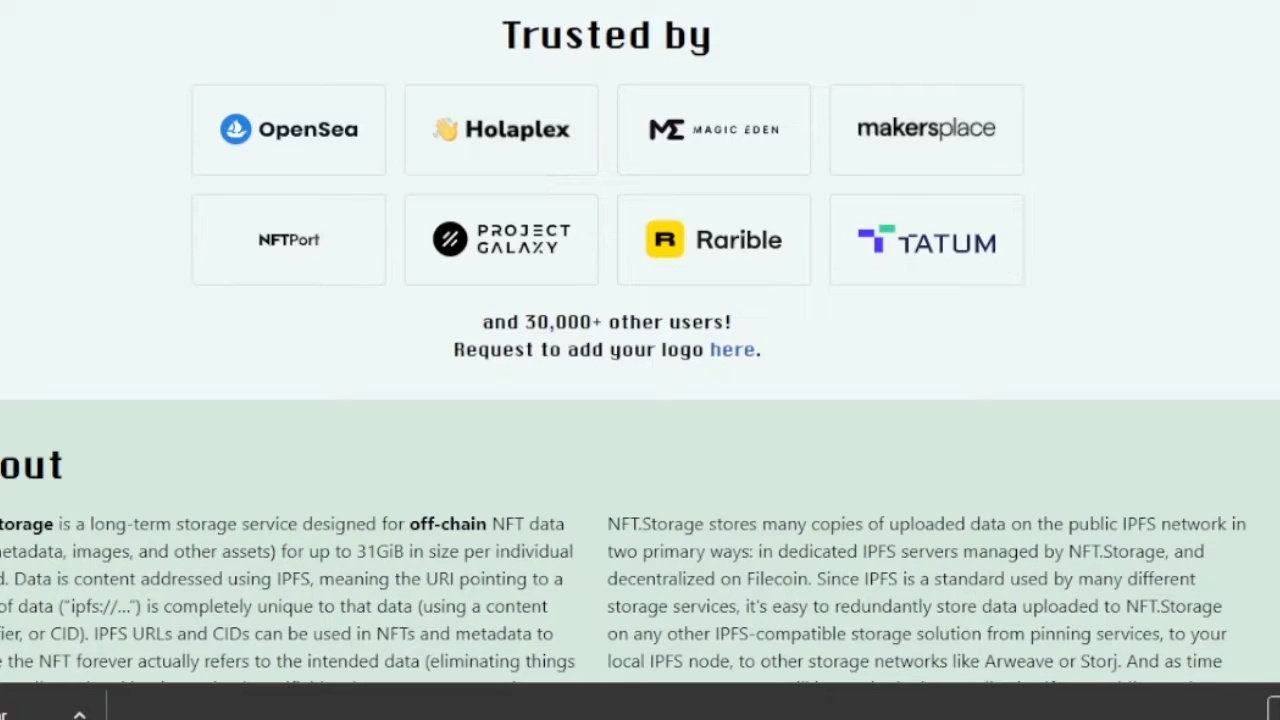 Trusted by
OpenSea
Holaplex
MAGIC EDEN
makersplace
NFTPort
PROJECT
GALAXY
Rarible
TATUM
and 30,000+ other users!
Request to add your logo here.
out
torage is a long-term storage service designed for off-chain NFT data
etadata, images, and other assets) for up to 31GiB in size per individual
d. Data is content addressed using IPFS, meaning the URI pointing to a
of data ("ipfs://…") is completely unique to that data (using a content
fier, or CID). IPFS URLs and CIDs can be used in NFTs and metadata to
e the NFT forever actually refers to the intended data (eliminating things
NFT.Storage stores many copies of uploaded data on the public IPFS network in
two primary ways: in dedicated IPFS servers managed by NFT.Storage, and
decentralized on Filecoin. Since IPFS is a standard used by many different
storage services, it's easy to redundantly store data uploaded to NFT.Storage
on any other IPFS-compatible storage solution from pinning services, to your
local IPFS node, to other storage networks like Arweave or Storj. And as time